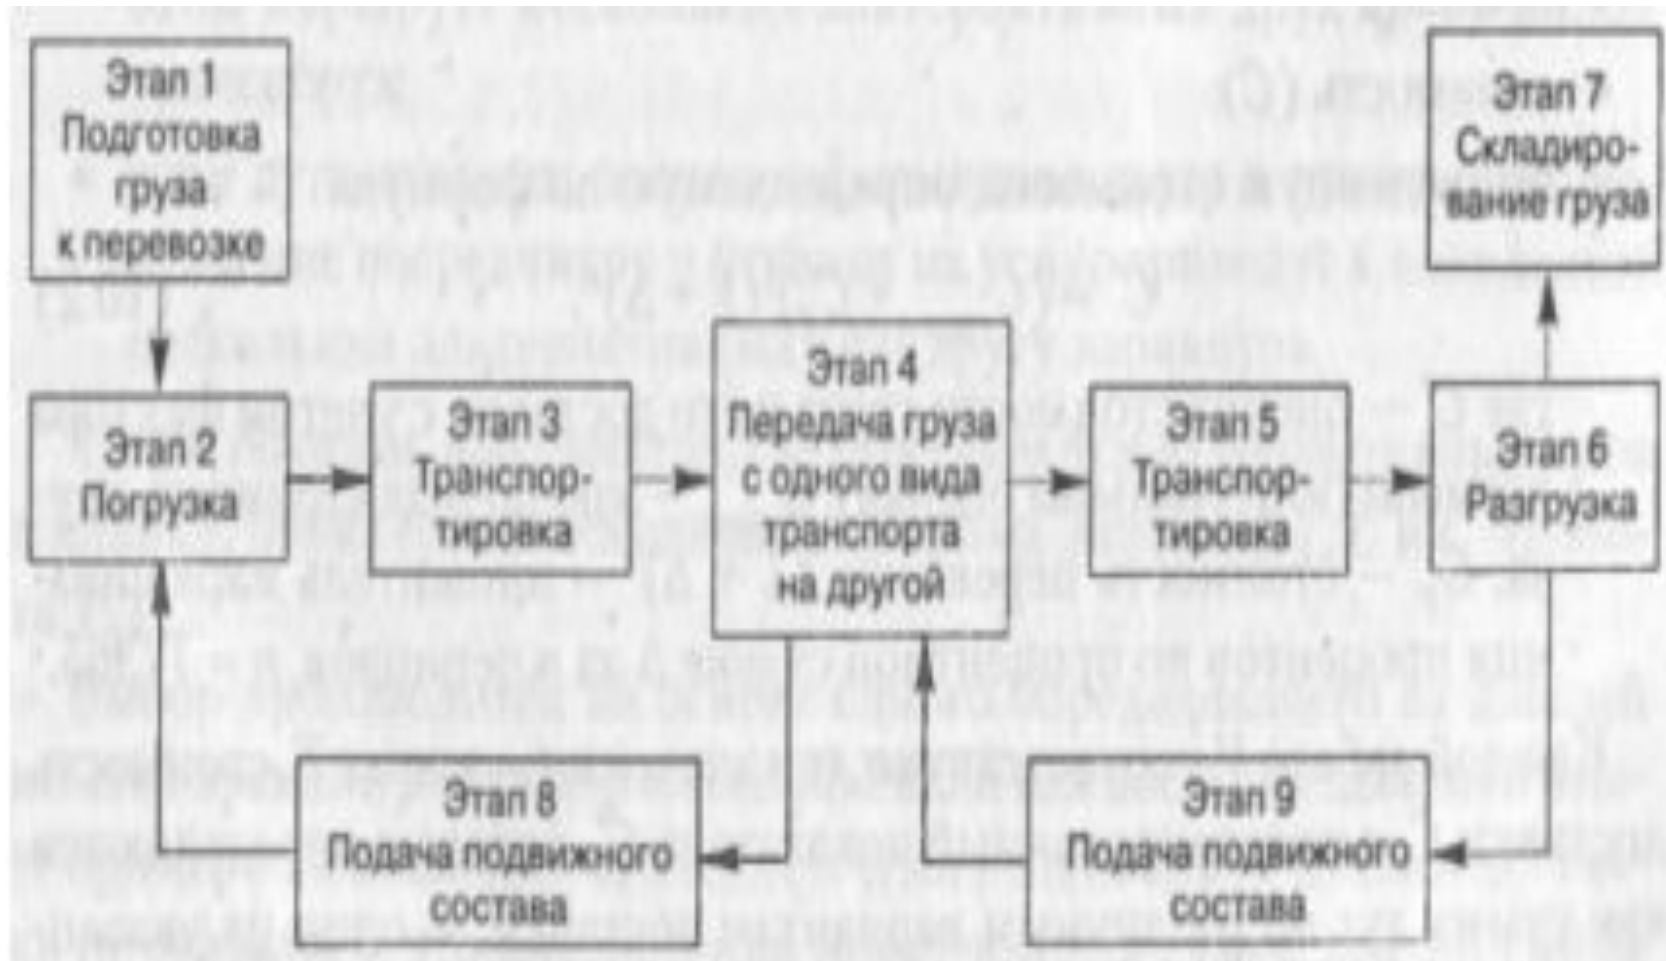 Этап 1
Подготовка
груза
к перевозке
Этап 2
Погрузка
Этап 3
Транспор-
тировка
Этап 4
Передача груза
с одного вида
транспорта
на другой
Этап 5
Транспор-
тировка
Этап 6
Разгрузка
Этап 7
Складиро-
вание груза
Этап 8
Подача подвижного
состава
Этап 9
Подача подвижного
состава